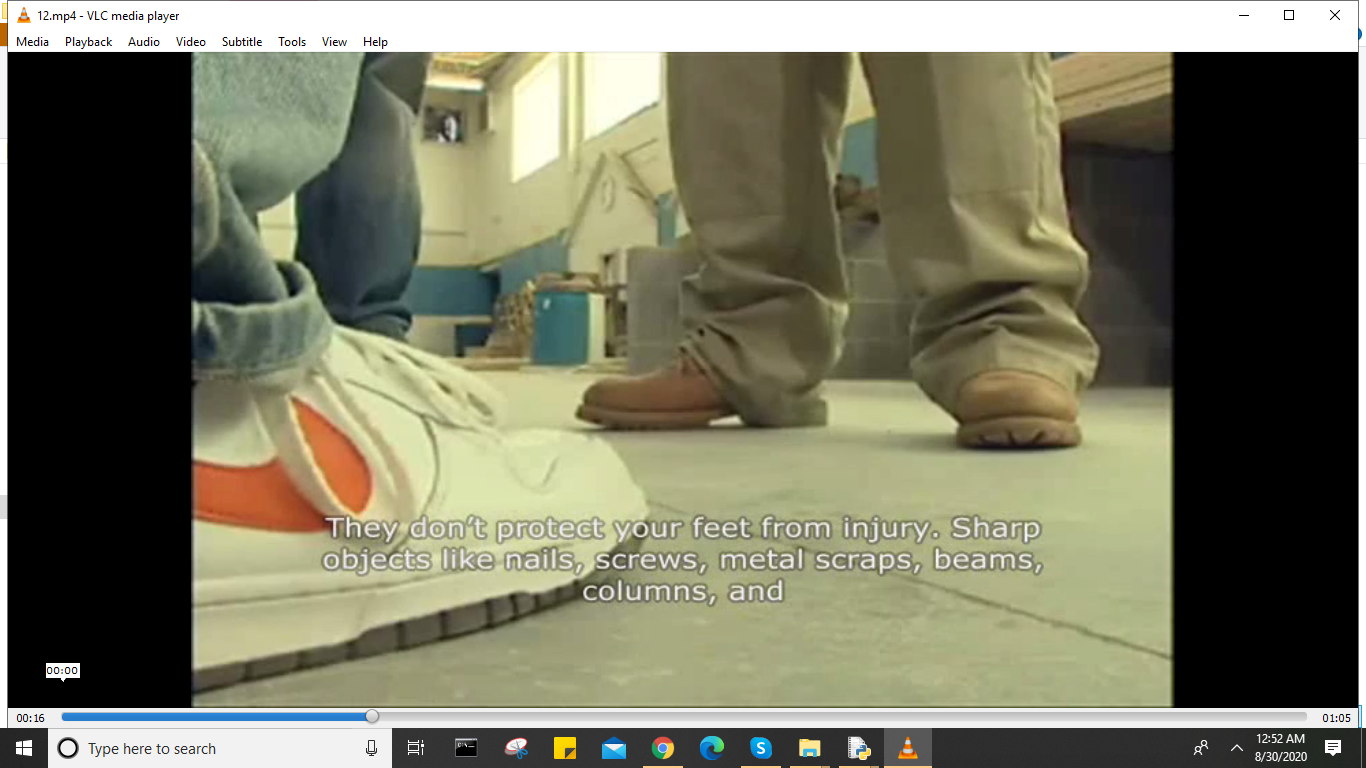 12.mp4 - VLC media player
Media Playback Audio Video Subtitle Tools View Help
They don't protect your feet from injury. Sharp
objects like nails, screws, metal scraps, beams,
columns, and
00:00
00:16
01:05
Type here to search
12:52 AM
8/30/2020